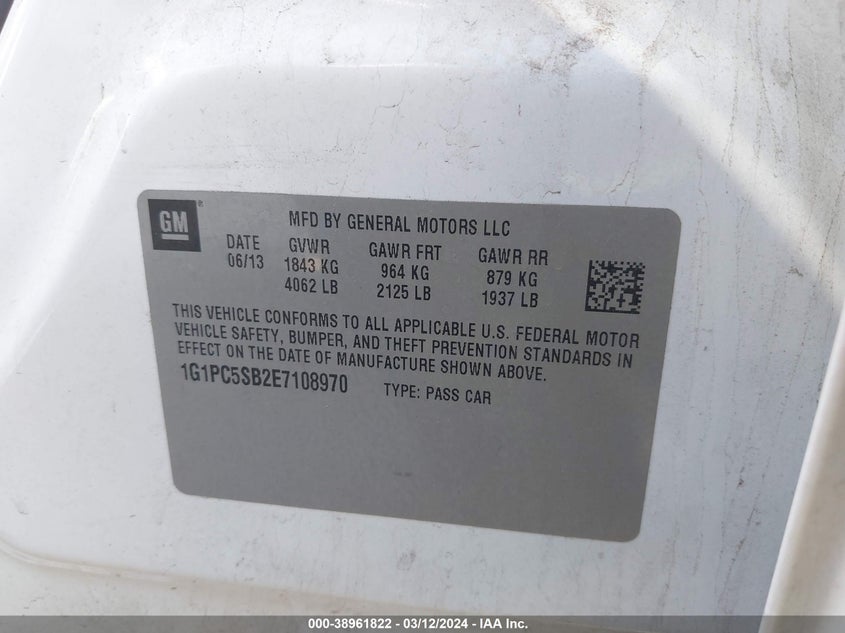 GM ®
MFD BY GENERAL MOTORS LLC
DATE GVWR GAWR FRT GAWR RR
06/13 1843 KG 964 KG 879 KG
4062 LB 2125 LB 1937 LB
THIS VEHICLE CONFORMS TO ALL APPLICABLE U.S. FEDERAL MOTOR
VEHICLE SAFETY, BUMPER, AND THEFT PREVENTION STANDARDS IN
EFFECT ON THE DATE OF MANUFACTURE SHOWN ABOVE.
1G1PC5SB2E7108970 TYPE: PASS CAR
000-38961822 - 03/12/2024 - IAA Inc.